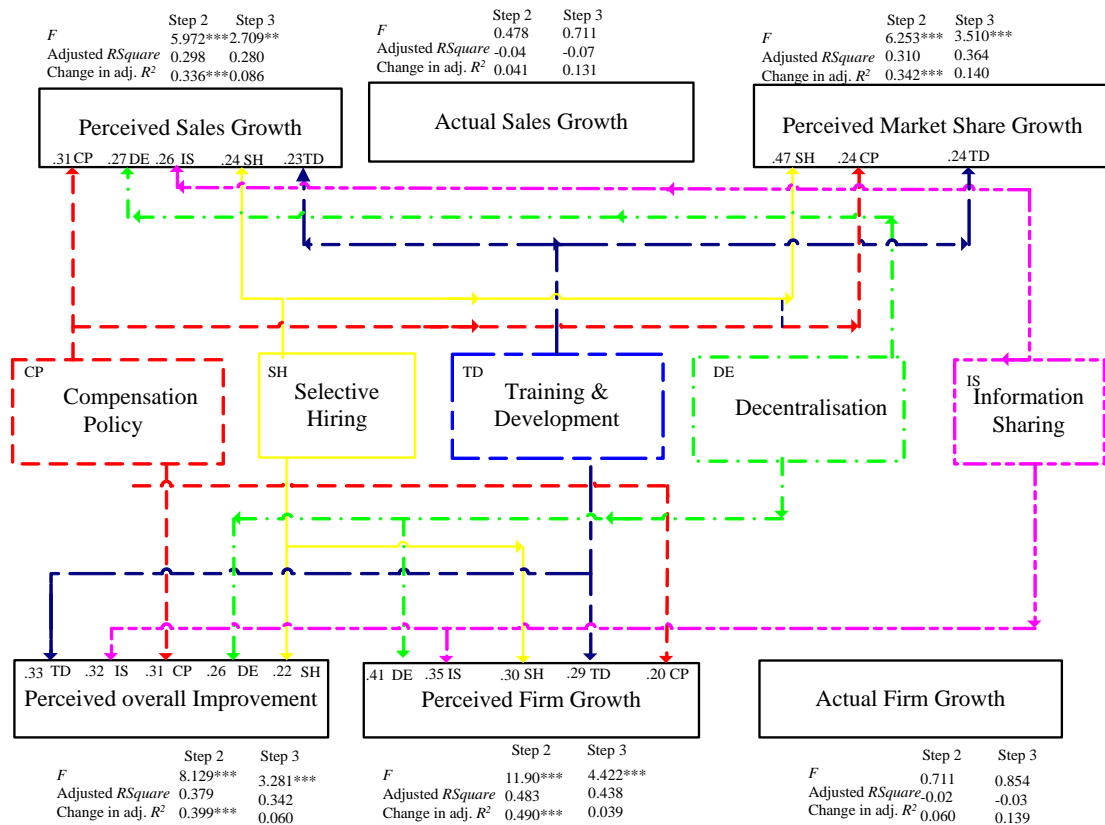 Step 2 Step 3
F 5.972*** 2.709**
Adjusted RSquare 0.298 0.280
Change in adj. R² 0.336*** 0.086
Step 2 Step 3
F 0.478 0.711
Adjusted RSquare -0.04 -0.07
Change in adj. R² 0.041 0.131
Step 2 Step 3
F 6.253*** 3.510***
Adjusted RSquare 0.310 0.364
Change in adj. R² 0.342*** 0.140
Perceived Sales Growth
.31 CP .27 DE .26 IS .24 SH .23 TD
Actual Sales Growth
Perceived Market Share Growth
.47 SH .24 CP .24 TD
CP
Compensation
Policy
SH
Selective
Hiring
TD
Training &
Development
DE
Decentralisation
IS
Information
Sharing
.33 TD .32 IS .31 CP .26 DE .22 SH
Perceived overall Improvement
.41 DE .35 IS .30 SH .29 TD .20 CP
Perceived Firm Growth
Actual Firm Growth
Step 2 Step 3
F 8.129*** 3.281***
Adjusted RSquare 0.379 0.342
Change in adj. R² 0.399*** 0.060
Step 2 Step 3
F 11.90*** 4.422***
Adjusted RSquare 0.483 0.438
Change in adj. R² 0.490*** 0.039
Step 2 Step 3
F 0.711 0.854
Adjusted RSquare -0.02 -0.03
Change in adj. R² 0.060 0.139